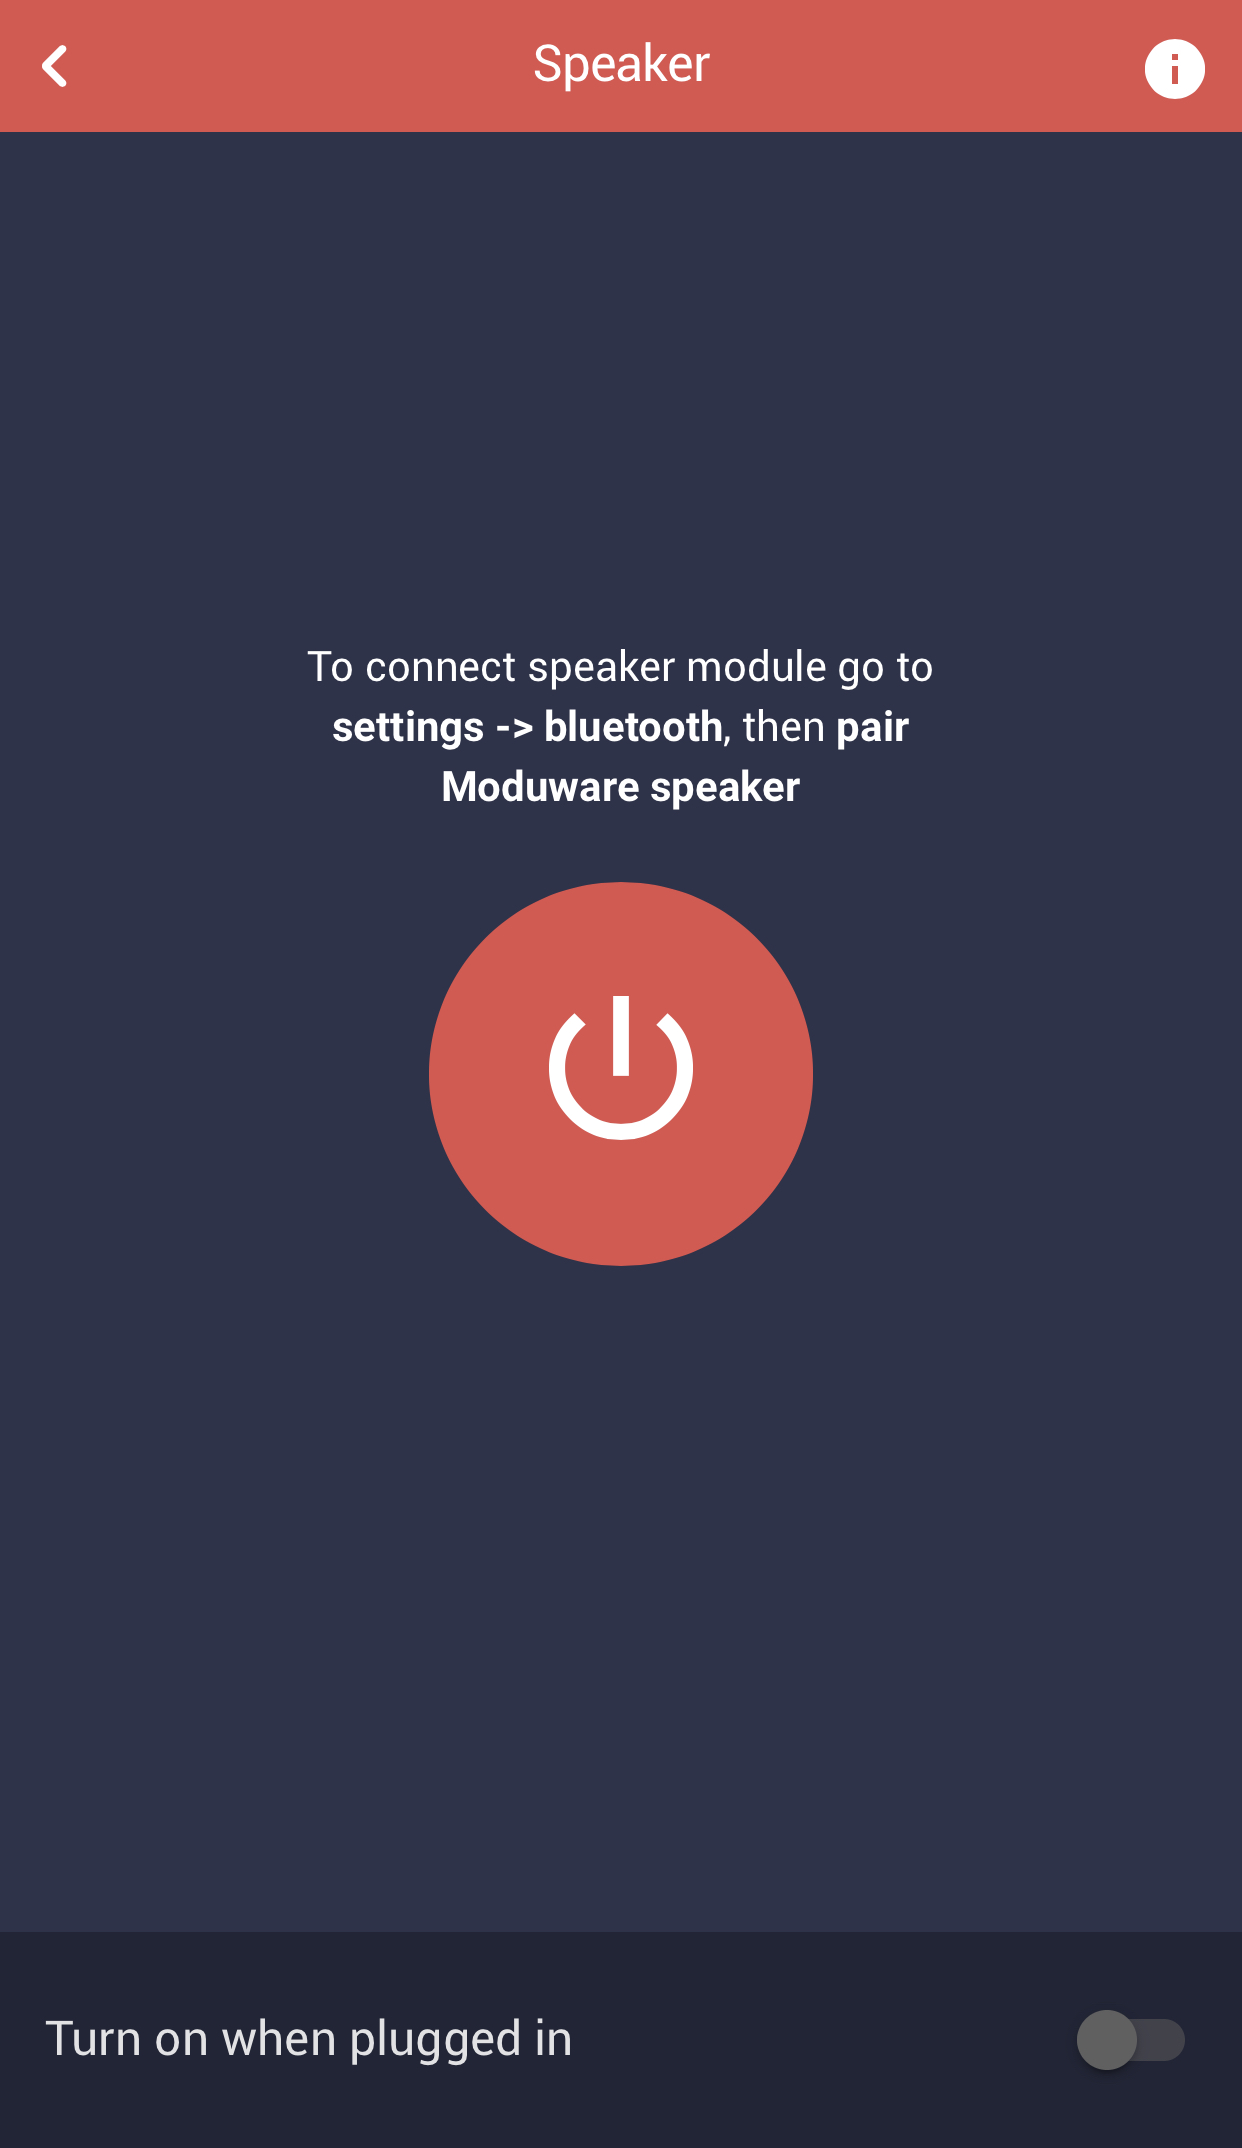 Speaker
To connect speaker module go to
settings -> bluetooth, then pair
Moduware speaker
Turn on when plugged in